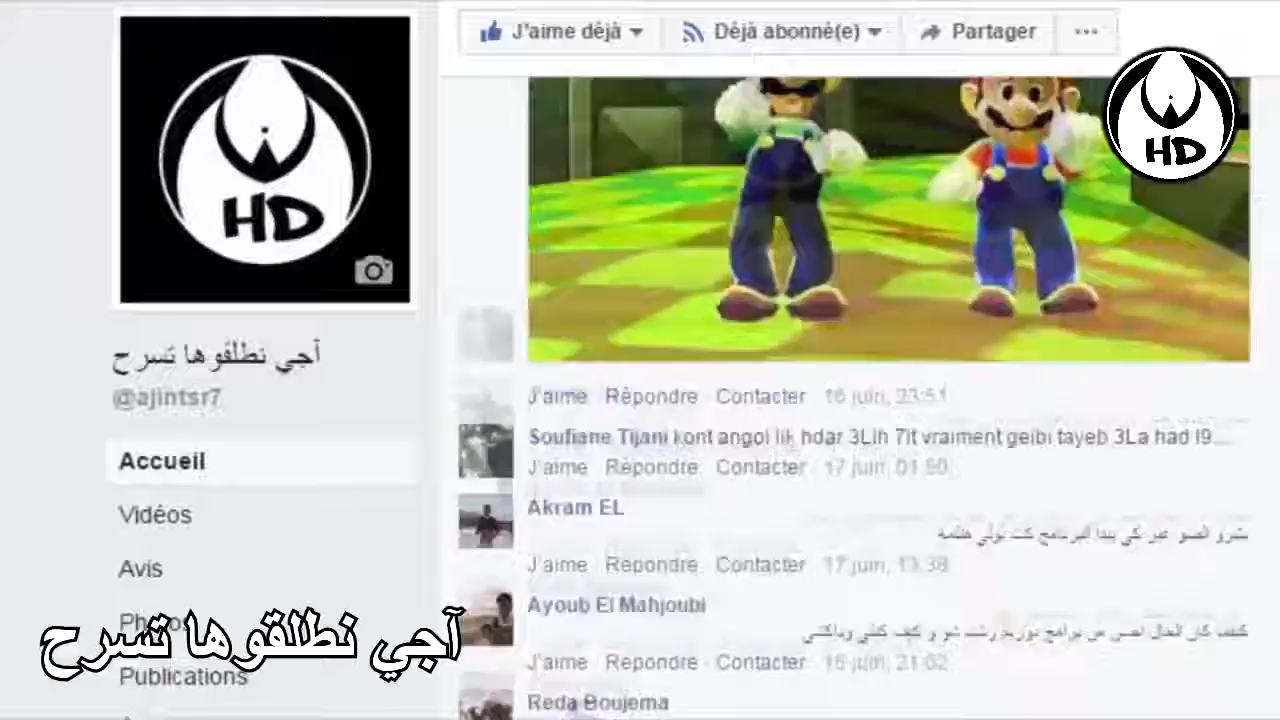 J'aime déjà
Déjà abonné(e)
Partager
HD
HD
آجي نطلقوها تسرح
@ajintsr7
Accueil
Vidéos
Avis
Publications
آجي نطلقوها تسرح
J'aime Répondre Contacter 16 juin, 23:51
Soufiane Tijani kont angol lik hdar 3Lih 7it vraiment geibi tayeb 3La had l9...
J'aime Répondre Contacter 17 juin, 01:50
Akram EL
J'aime Répondre Contacter 17 juin, 13:38
Ayoub El Mahjoubi
J'aime Répondre Contacter 21:02
Reda Boujema